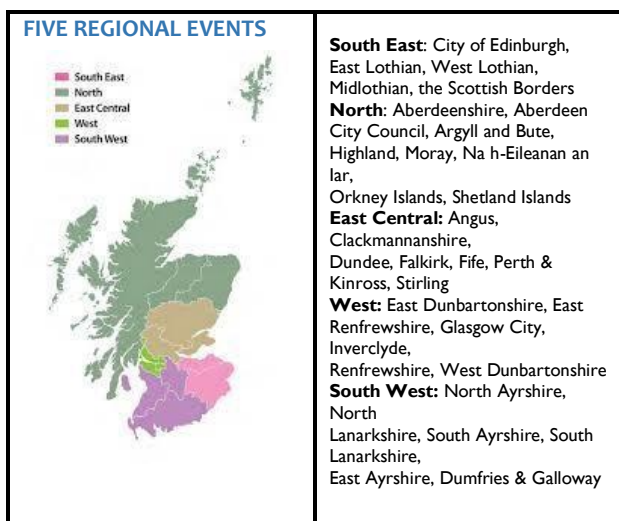 FIVE REGIONAL EVENTS
South East
North
East Central
West
South West
South East: City of Edinburgh,
East Lothian, West Lothian,
Midlothian, the Scottish Borders
North: Aberdeenshire, Aberdeen
City Council, Argyll and Bute,
Highland, Moray, Na h-Eileanan an
Iar,
Orkney Islands, Shetland Islands
East Central: Angus,
Clackmannanshire,
Dundee, Falkirk, Fife, Perth &
Kinross, Stirling
West: East Dunbartonshire, East
Renfrewshire, Glasgow City,
Inverclyde,
Renfrewshire, West Dunbartonshire
South West: North Ayrshire,
North
Lanarkshire, South Ayrshire, South
Lanarkshire,
East Ayrshire, Dumfries & Galloway